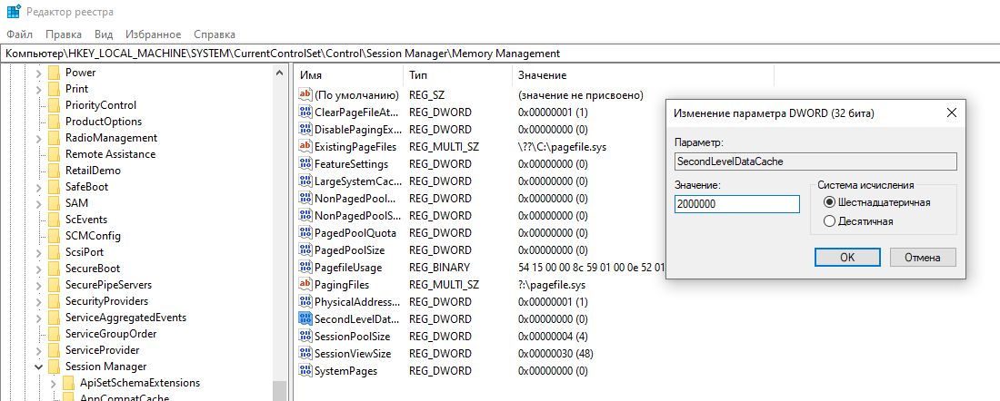 Редактор реестра
Файл Правка Вид Избранное Справка
Компьютер\HKEY_LOCAL_MACHINE\SYSTEM\CurrentControlSet\Control\Session Manager\Memory Management
Power
Print
PriorityControl
ProductOptions
RadioManagement
Remote Assistance
RetailDemo
SafeBoot
SAM
ScEvents
SCMConfig
ScsiPort
SecureBoot
SecurePipeServers
SecurityProviders
ServiceAggregatedEvents
ServiceGroupOrder
ServiceProvider
Session Manager
ApiSetSchemaExtensions
AppCompatCache
Имя Тип Значение
(По умолчанию) REG_SZ (значение не присвоено)
ClearPageFileAt... REG_DWORD 0x00000001 (1)
DisablePagingEx... REG_DWORD 0x00000000 (0)
ExistingPageFiles REG_MULTI_SZ \??\C:\pagefile.sys
FeatureSettings REG_DWORD 0x00000000 (0)
LargeSystemCac... REG_DWORD 0x00000000 (0)
NonPagedPool... REG_DWORD 0x00000000 (0)
NonPagedPoolS... REG_DWORD 0x00000000 (0)
PagedPoolQuota REG_DWORD 0x00000000 (0)
PagedPoolSize REG_DWORD 0x00000000 (0)
PagefileUsage REG_BINARY 54 15 00 00 8c 59 01 00 0e 52 01
PagingFiles REG_MULTI_SZ ?:\pagefile.sys
PhysicalAddress... REG_DWORD 0x00000001 (1)
SecondLevelDat... REG_DWORD 0x00000000 (0)
SessionPoolSize REG_DWORD 0x00000004 (4)
SessionViewSize REG_DWORD 0x00000030 (48)
SystemPages REG_DWORD 0x00000000 (0)
Изменение параметра DWORD (32 бита)
Параметр:
SecondLevelDataCache
Значение:
2000000
Система исчисления
Шестнадцатеричная
Десятичная
OK Отмена